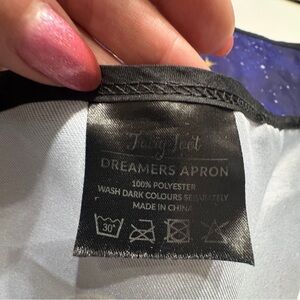 DREAMERS APRON
100% POLYESTER
WASH DARK COLOURS SEPARATELY
MADE IN CHINA
30°